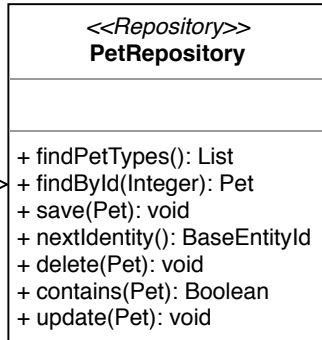 <<Repository>>
PetRepository
+ findPetTypes(): List
+ findById(Integer): Pet
+ save(Pet): void
+ nextIdentity(): BaseEntityId
+ delete(Pet): void
+ contains(Pet): Boolean
+ update(Pet): void